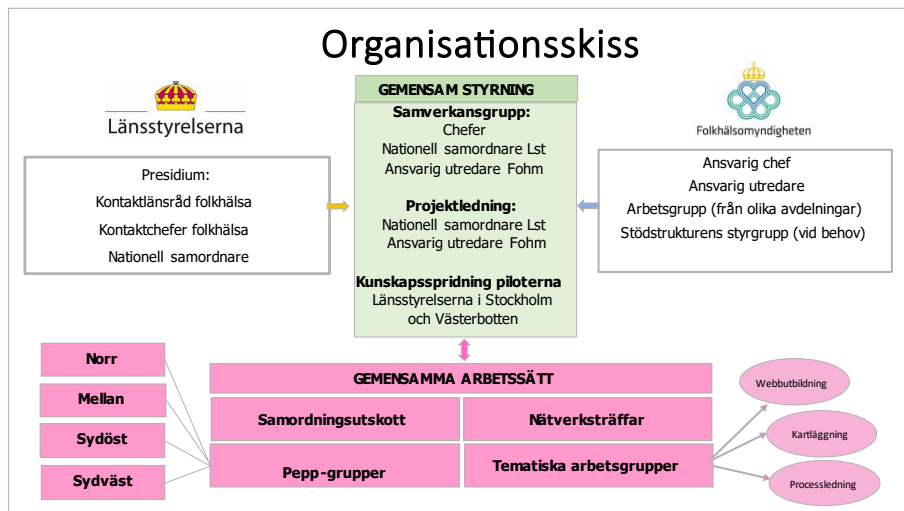 Organisationsskiss
Länsstyrelserna
Presidium:
Kontaktlänsråd folkhälsa
Kontaktchefer folkhälsa
Nationell samordnare
GEMENSAM STYRNING
Samverkansgrupp:
Chefer
Nationell samordnare Lst
Ansvarig utredare Fohm
Projektledning:
Nationell samordnare Lst
Ansvarig utredare Fohm
Kunskapsspridning piloterna
Länsstyrelserna i Stockholm
och Västerbotten
Folkhälsomyndigheten
Ansvarig chef
Ansvarig utredare
Arbetsgrupp (från olika avdelningar)
Stödstrukturens styrgrupp (vid behov)
Norr
Mellan
Sydöst
Sydväst
GEMENSAMMA ARBETSSÄTT
Samordningsutskott
Nätverksträffar
Pepp-grupper
Tematiska arbetsgrupper
Webbutbildning
Kartläggning
Processledning